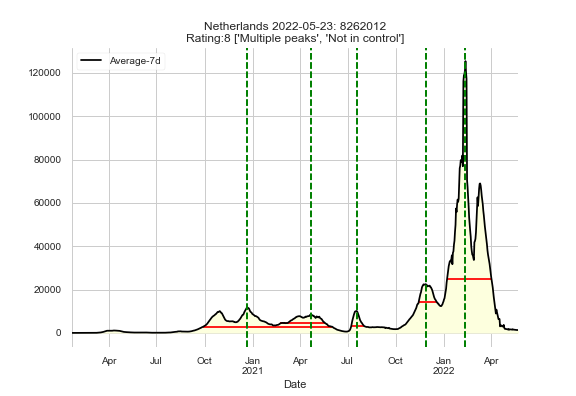 Netherlands 2022-05-23: 8262012
Rating:8 ['Multiple peaks', 'Not in control']
Average-7d
120000
100000
80000
60000
40000
20000
0
Apr Jul Oct Jan Apr Jul Oct Jan Apr
2021 2022
Date